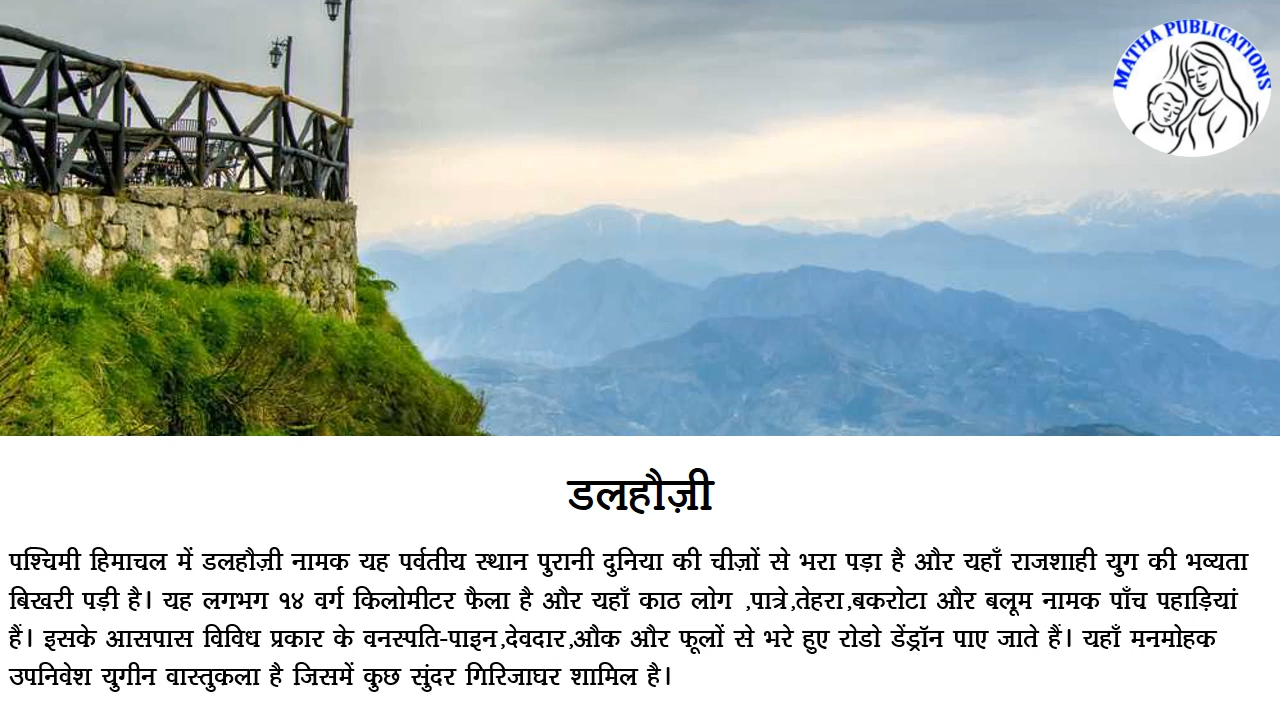 MATHA PUBLICATIONS
डलहौज़ी
पश्चिमी हिमाचल में डलहौज़ी नामक यह पर्वतीय स्थान पुरानी दुनिया की चीज़ों से भरा पड़ा है और यहाँ राजशाही युग की भव्यता
बिखरी पड़ी है। यह लगभग १४ वर्ग किलोमीटर फैला है और यहाँ काठ लोग ,पात्रे,तेहरा,बकरोटा और बलूम नामक पाँच पहाड़ियां
हैं। इसके आसपास विविध प्रकार के वनस्पति-पाइन,देवदार,औक और फूलों से भरे हुए रोडो डेंड्रॉन पाए जाते हैं। यहाँ मनमोहक
उपनिवेश युगीन वास्तुकला है जिसमें कुछ सुंदर गिरिजाघर शामिल है।